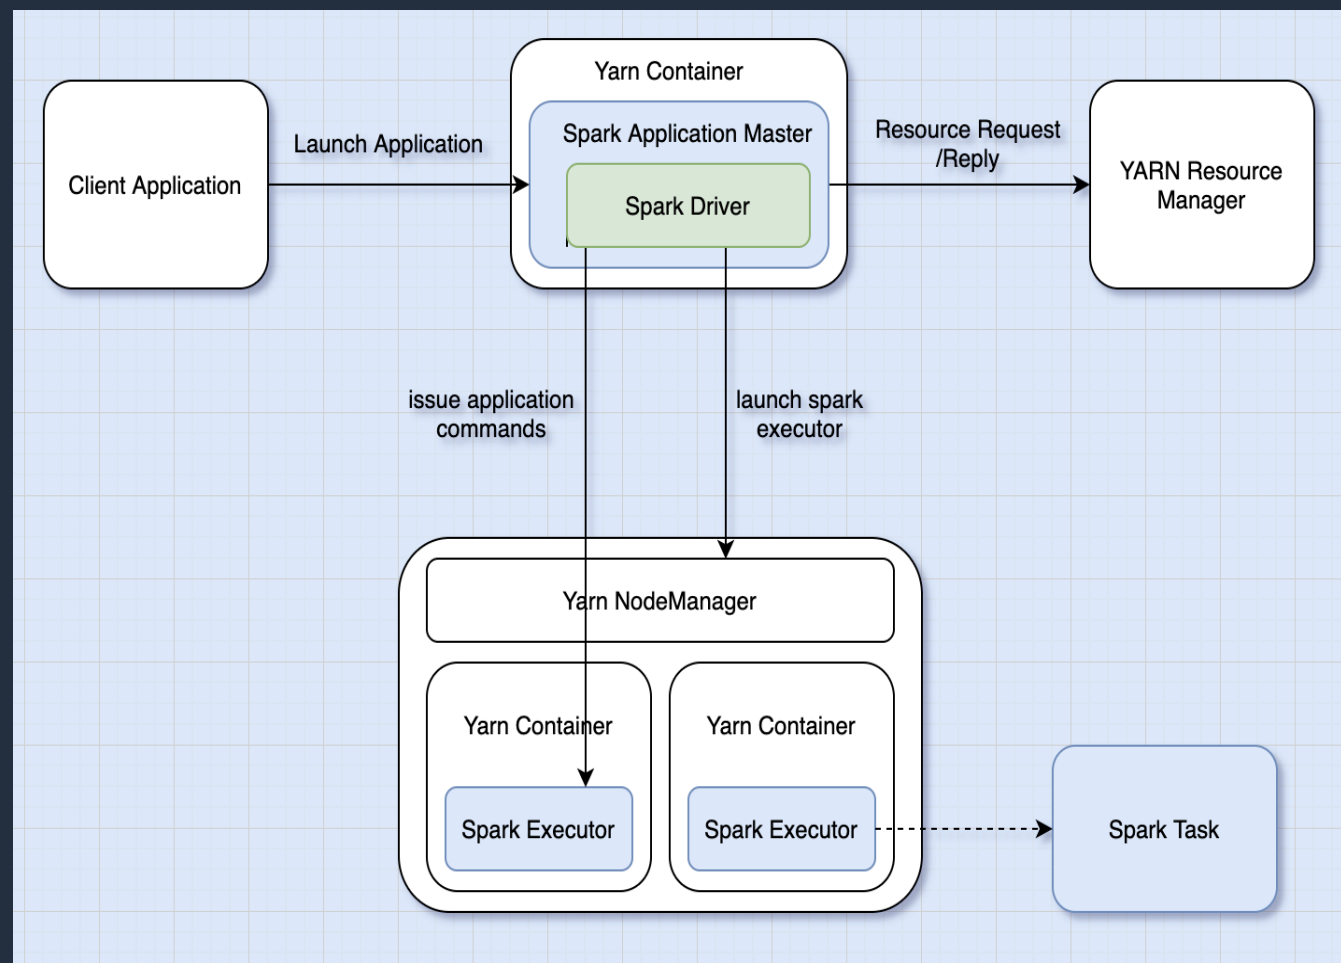 Yarn Container
Spark Application Master
Spark Driver
Client Application
Launch Application
Resource Request
/Reply
YARN Resource
Manager
issue application
commands
launch spark
executor
Yarn NodeManager
Yarn Container
Yarn Container
Spark Executor
Spark Executor
Spark Task